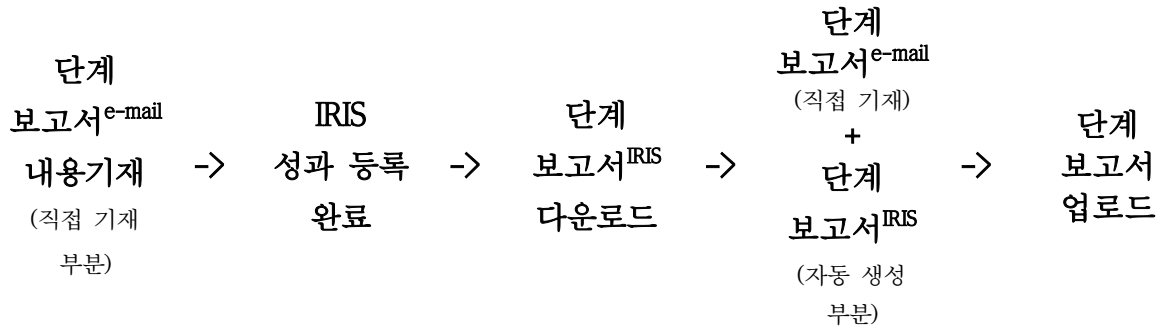 단계
보고서e-mail
내용기재
(직접 기재
부분)
->
IRIS
성과 등록
완료
->
단계
보고서IRIS
다운로드
->
단계
보고서e-mail
(직접 기재)
+
단계
보고서IRIS
(자동 생성
부분)
->
단계
보고서
업로드